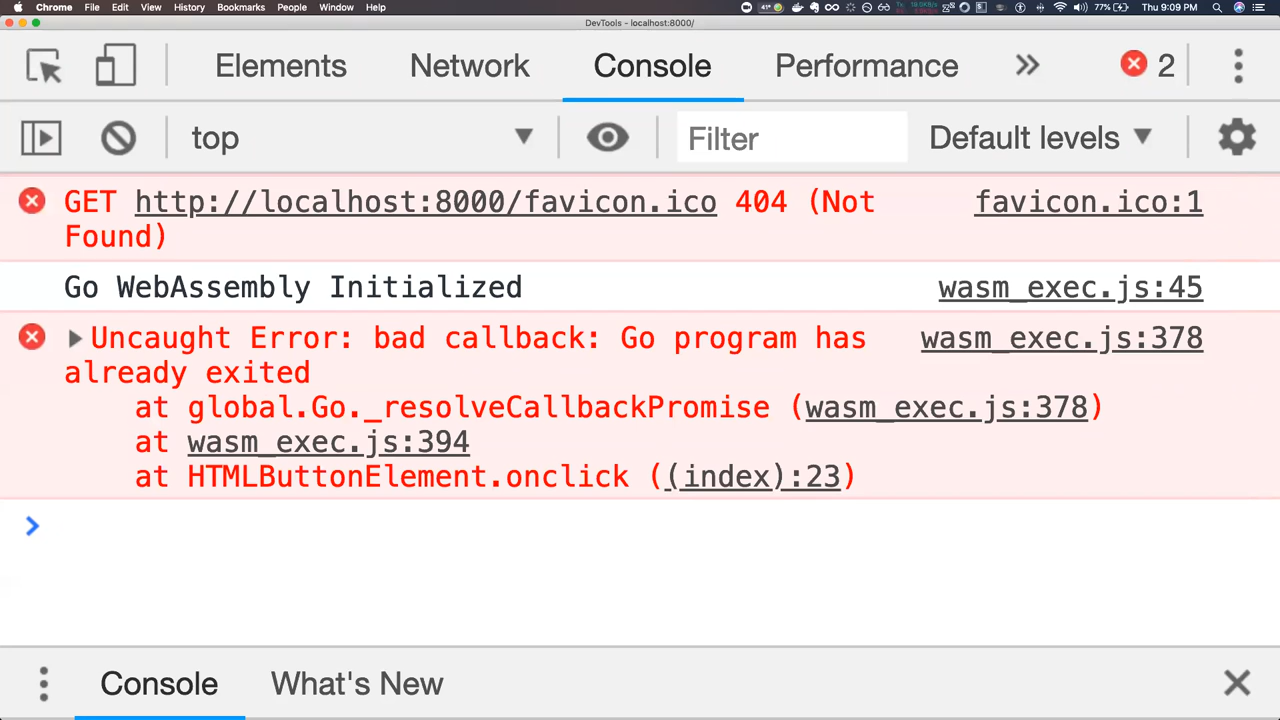 Chrome File Edit View History Bookmarks People Window Help 41° 77% Thu 9:09 PM
DevTools - localhost:8000/
Elements Network Console Performance » 2
top Filter Default levels
GET http://localhost:8000/favicon.ico 404 (Not favicon.ico:1
Found)
Go WebAssembly Initialized wasm_exec.js:45
Uncaught Error: bad callback: Go program has wasm_exec.js:378
already exited
at global.Go._resolveCallbackPromise (wasm_exec.js:378)
at wasm_exec.js:394
at HTMLButtonElement.onclick ((index):23)
Console What's New